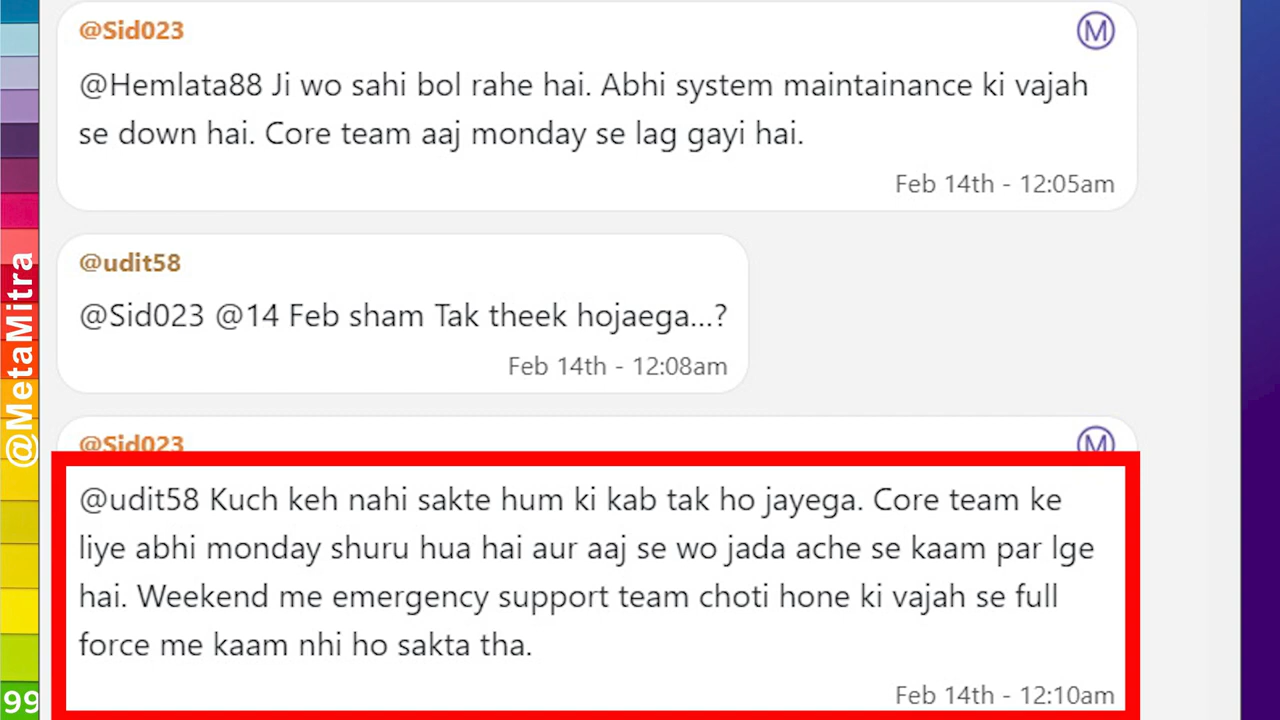 @Sid023
M
@Hemlata88 Ji wo sahi bol rahe hai. Abhi system maintainance ki vajah
se down hai. Core team aaj monday se lag gayi hai.
Feb 14th - 12:05am
@udit58
@Sid023 @14 Feb sham Tak theek hojaega...?
Feb 14th - 12:08am
@Sid023
M
@udit58 Kuch keh nahi sakte hum ki kab tak ho jayega. Core team ke
liye abhi monday shuru hua hai aur aaj se wo jada ache se kaam par lge
hai. Weekend me emergency support team choti hone ki vajah se full
force me kaam nhi ho sakta tha.
Feb 14th - 12:10am
@MetaMitra
99